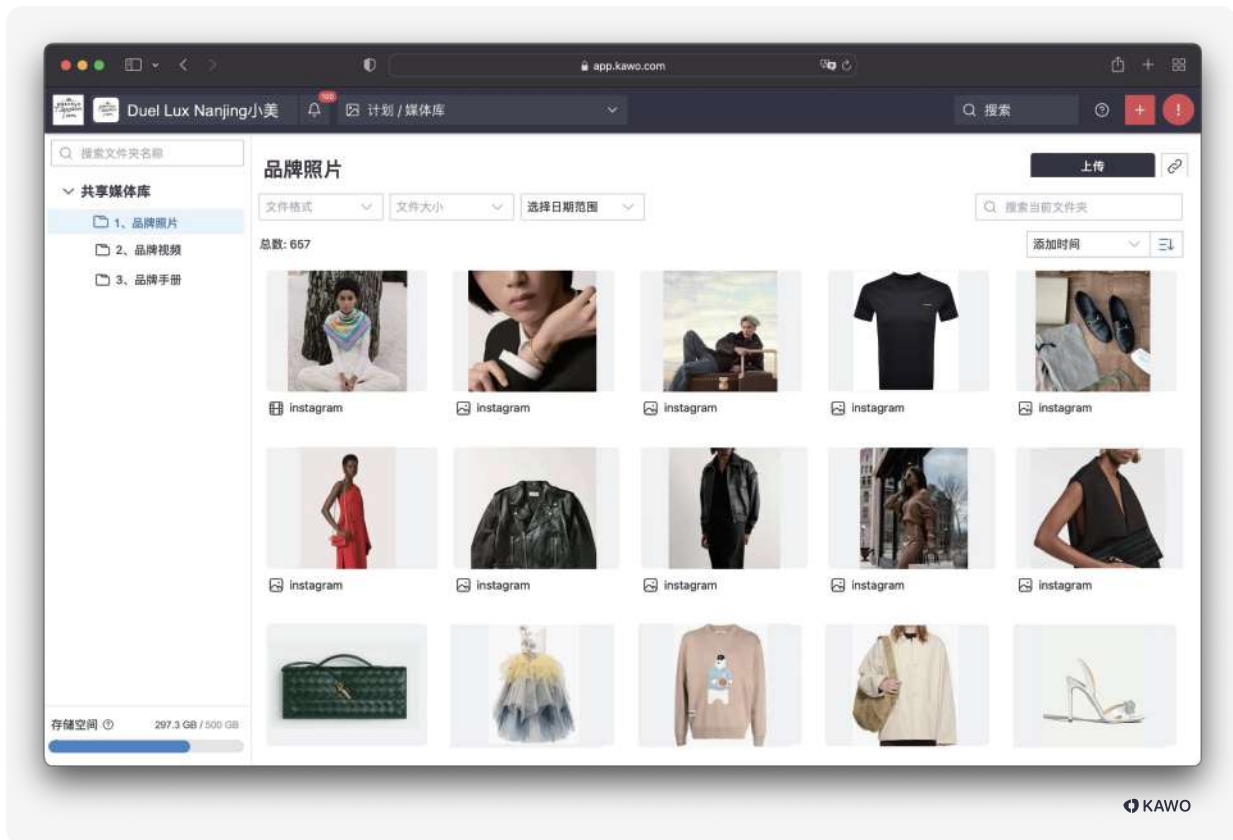 app.kawo.com
Duel Lux Nanjing小美
100
计划 / 媒体库
搜索
搜索文件夹名称
共享媒体库
1、品牌照片
2、品牌视频
3、品牌手册
存储空间
297.3 GB / 500 GB
品牌照片
上传
文件格式
文件大小
选择日期范围
搜索当前文件夹
总数: 657
添加时间
instagram
instagram
instagram
instagram
instagram
instagram
instagram
instagram
instagram
instagram
KAWO